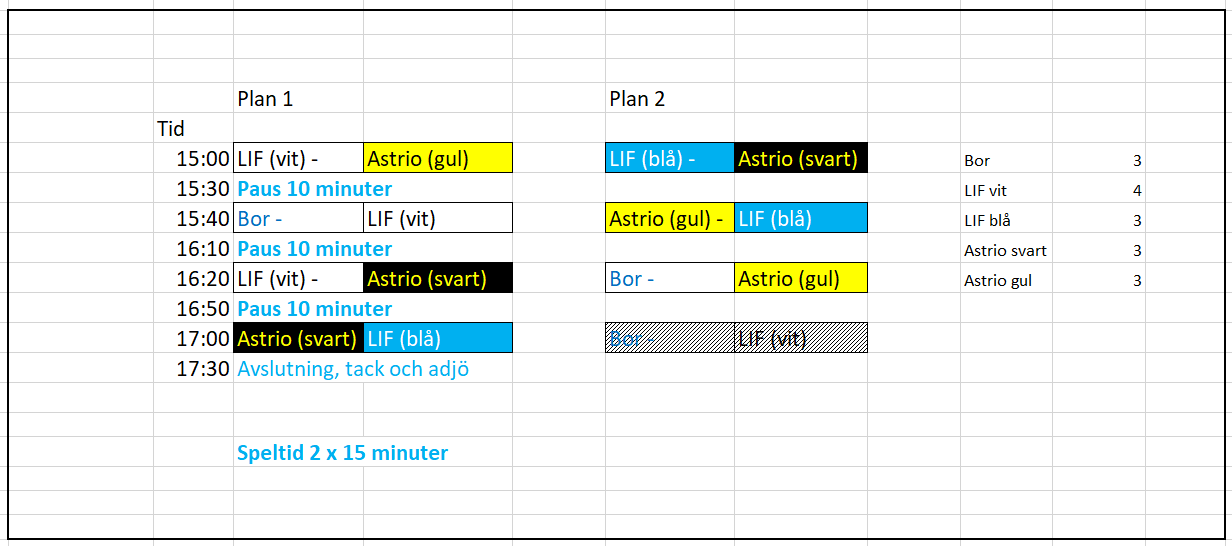 Plan 1 Plan 2
Tid
15:00 LIF (vit) - Astrio (gul) LIF (blå) - Astrio (svart) Bor 3
15:30 Paus 10 minuter LIF vit 4
15:40 Bor - LIF (vit) Astrio (gul) - LIF (blå) LIF blå 3
16:10 Paus 10 minuter Astrio svart 3
16:20 LIF (vit) - Astrio (svart) Bor - Astrio (gul) Astrio gul 3
16:50 Paus 10 minuter
17:00 Astrio (svart) LIF (blå) Bor - LIF (vit)
17:30 Avslutning, tack och adjö
Speltid 2 x 15 minuter